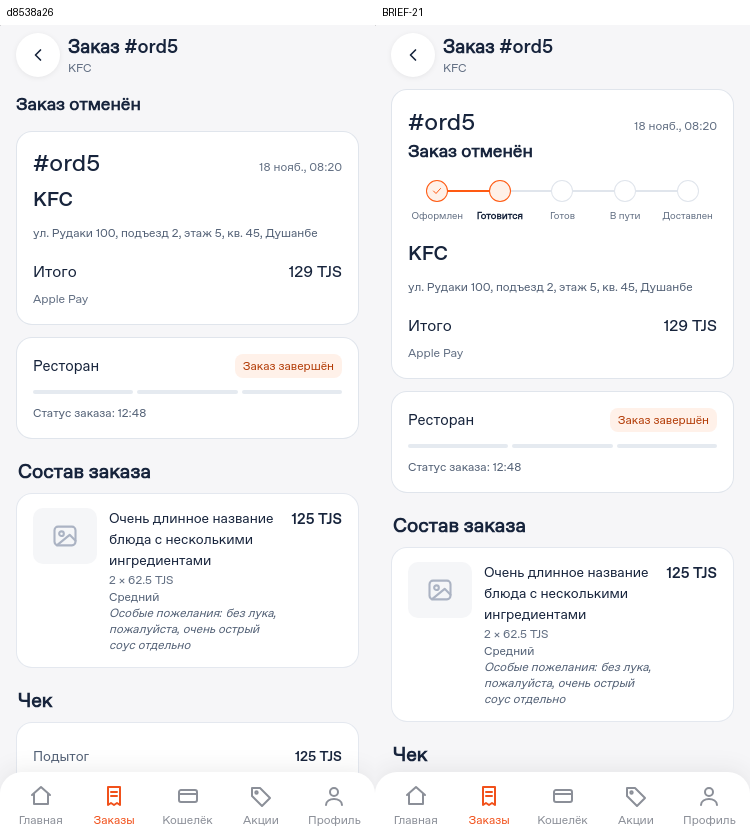 d8538a26
Заказ #ord5
KFC
Заказ отменён
#ord5
18 нояб., 08:20
KFC
ул. Рудаки 100, подъезд 2, этаж 5, кв. 45, Душанбе
Итого
129 TJS
Apple Pay
Ресторан
Заказ завершён
Статус заказа: 12:48
Состав заказа
Очень длинное название
блюда с несколькими
ингредиентами
125 TJS
2 × 62.5 TJS
Средний
Особые пожелания: без лука,
пожалуйста, очень острый
соус отдельно
Чек
Подытог
125 TJS
Главная
Заказы
Кошелёк
Акции
Профиль
BRIEF-21
Заказ #ord5
KFC
#ord5
18 нояб., 08:20
Заказ отменён
Оформлен
Готовится
Готов
В пути
Доставлен
KFC
ул. Рудаки 100, подъезд 2, этаж 5, кв. 45, Душанбе
Итого
129 TJS
Apple Pay
Ресторан
Заказ завершён
Статус заказа: 12:48
Состав заказа
Очень длинное название
блюда с несколькими
ингредиентами
125 TJS
2 × 62.5 TJS
Средний
Особые пожелания: без лука,
пожалуйста, очень острый
соус отдельно
Чек
Главная
Заказы
Кошелёк
Акции
Профиль